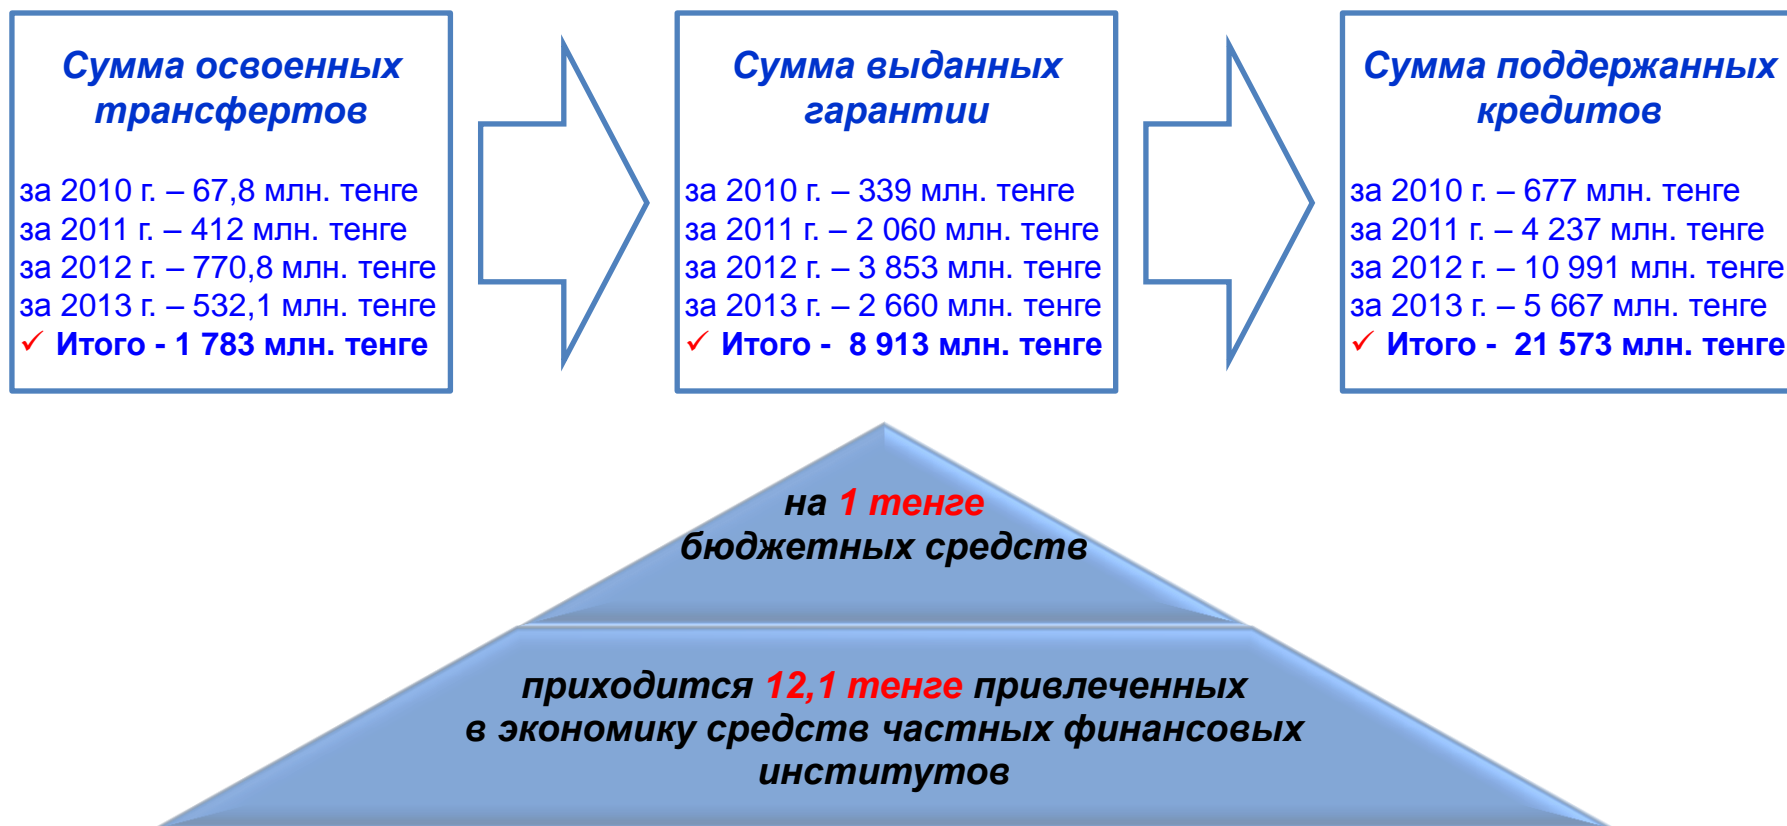 Сумма освоенных
трансфертов
за 2010 г. – 67,8 млн. тенге
за 2011 г. – 412 млн. тенге
за 2012 г. – 770,8 млн. тенге
за 2013 г. – 532,1 млн. тенге
✓ Итого - 1 783 млн. тенге
Сумма выданных
гарантии
за 2010 г. – 339 млн. тенге
за 2011 г. – 2 060 млн. тенге
за 2012 г. – 3 853 млн. тенге
за 2013 г. – 2 660 млн. тенге
✓ Итого - 8 913 млн. тенге
Сумма поддержанных
кредитов
за 2010 г. – 677 млн. тенге
за 2011 г. – 4 237 млн. тенге
за 2012 г. – 10 991 млн. тенге
за 2013 г. – 5 667 млн. тенге
✓ Итого - 21 573 млн. тенге
на 1 тенге
бюджетных средств
приходится 12,1 тенге привлеченных
в экономику средств частных финансовых
институтов